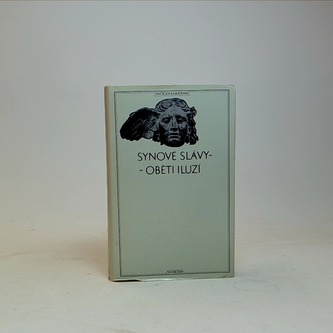 SYNOVÉ SLÁVY-
- OBĚTI ILUZÍ